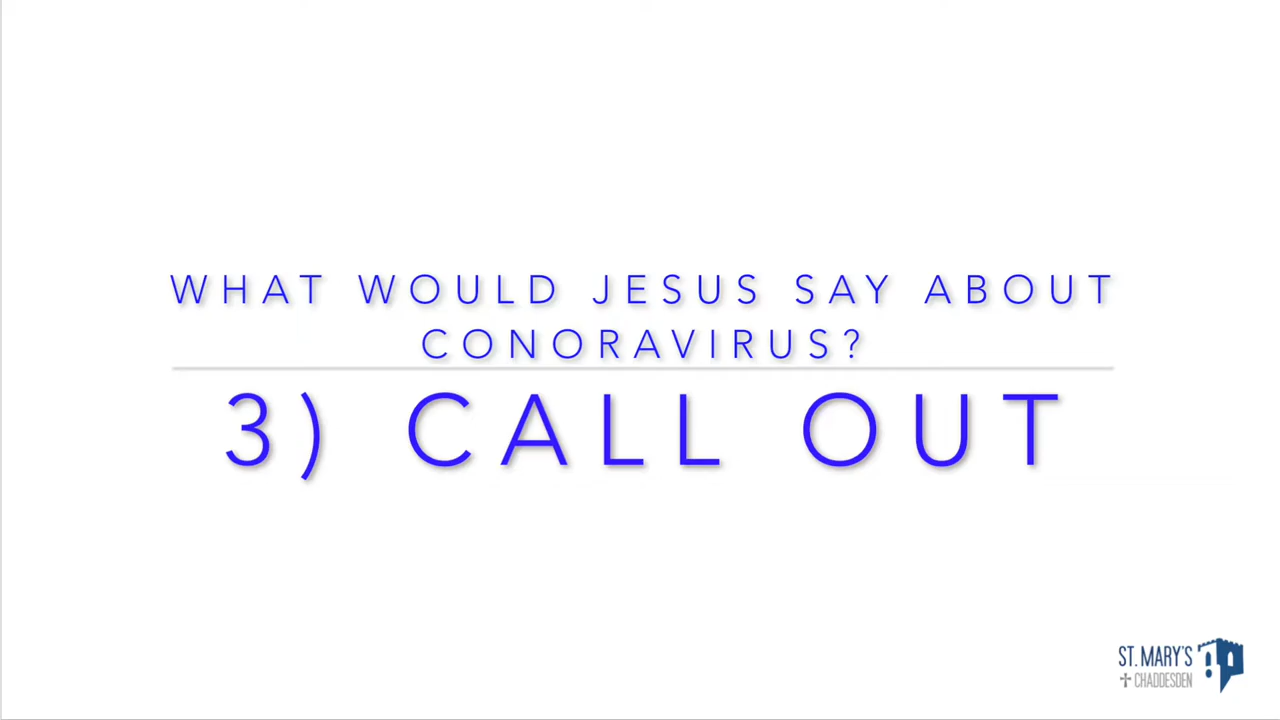 WHAT WOULD JESUS SAY ABOUT
CONORAVIRUS?
3) CALL OUT
ST. MARY'S
CHADDESDEN